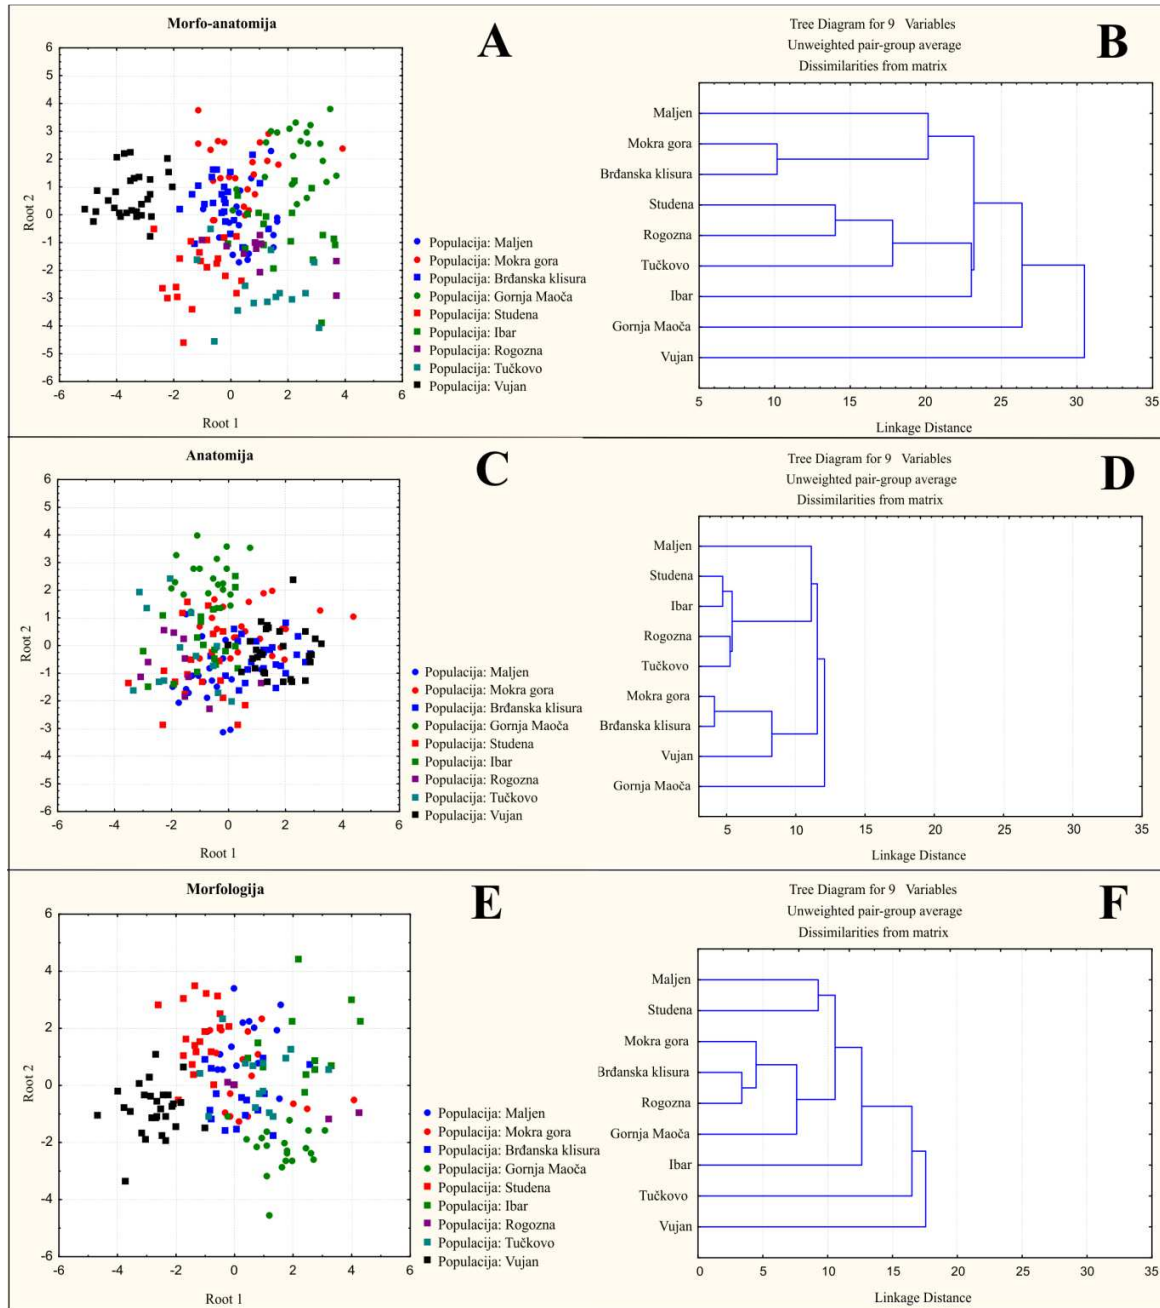 Morfo-anatomija
A
6
5
4
3
2
1
0
-1
-2
-3
-4
-5
-6
Root 2
-6 -4 -2 0 2 4 6
Root 1
Populacija: Maljen
Populacija: Mokra gora
Populacija: Brđanska klisura
Populacija: Gornja Maoča
Populacija: Studena
Populacija: Ibar
Populacija: Rogozna
Populacija: Tučkovo
Populacija: Vujan
Tree Diagram for 9 Variables
Unweighted pair-group average
Dissimilarities from matrix
B
Maljen
Mokra gora
Brđanska klisura
Studena
Rogozna
Tučkovo
Ibar
Gornja Maoča
Vujan
5 10 15 20 25 30 35
Linkage Distance
Anatomija
C
6
5
4
3
2
1
0
-1
-2
-3
-4
-5
-6
Root 2
-6 -4 -2 0 2 4 6
Root 1
Populacija: Maljen
Populacija: Mokra gora
Populacija: Brđanska klisura
Populacija: Gornja Maoča
Populacija: Studena
Populacija: Ibar
Populacija: Rogozna
Populacija: Tučkovo
Populacija: Vujan
Tree Diagram for 9 Variables
Unweighted pair-group average
Dissimilarities from matrix
D
Maljen
Studena
Ibar
Rogozna
Tučkovo
Mokra gora
Brđanska klisura
Vujan
Gornja Maoča
5 10 15 20 25 30 35
Linkage Distance
Morfologija
E
6
4
2
0
-2
-4
-6
Root 2
-6 -4 -2 0 2 4 6
Root 1
Populacija: Maljen
Populacija: Mokra gora
Populacija: Brđanska klisura
Populacija: Gornja Maoča
Populacija: Studena
Populacija: Ibar
Populacija: Rogozna
Populacija: Tučkovo
Populacija: Vujan
Tree Diagram for 9 Variables
Unweighted pair-group average
Dissimilarities from matrix
F
Maljen
Studena
Mokra gora
Brđanska klisura
Rogozna
Gornja Maoča
Ibar
Tučkovo
Vujan
0 5 10 15 20 25 30 35
Linkage Distance